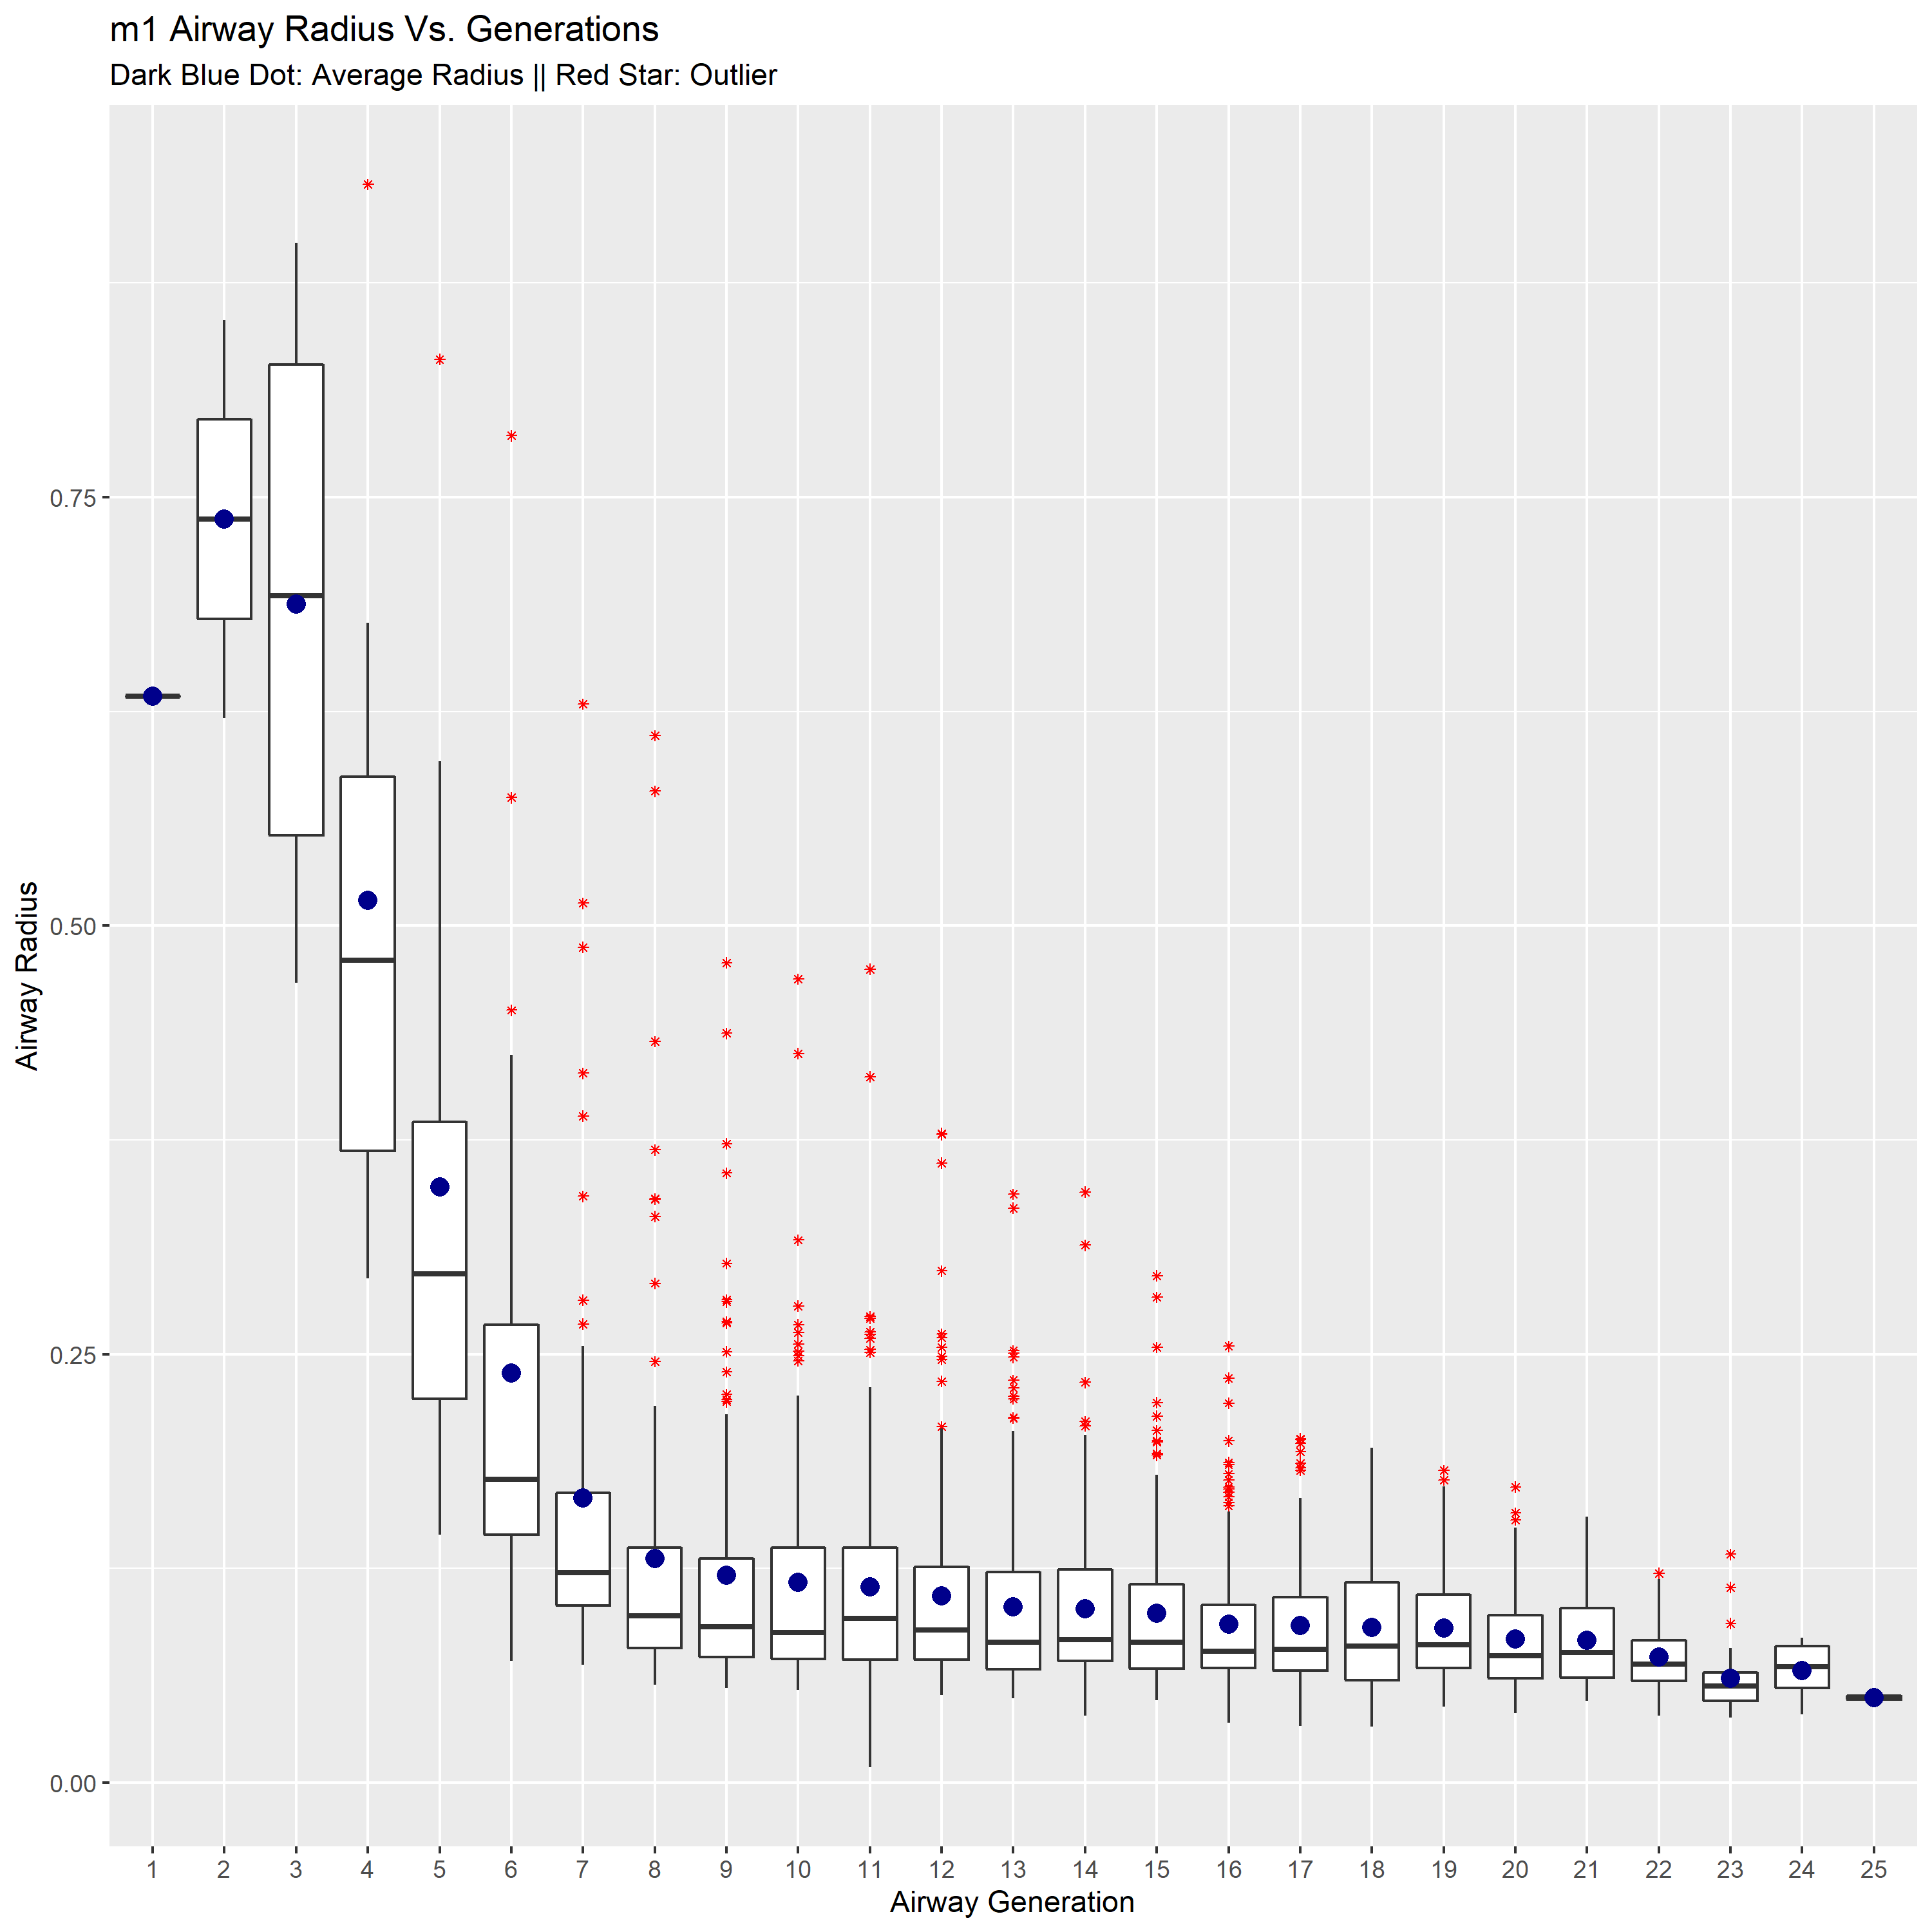 m1 Airway Radius Vs. Generations
Dark Blue Dot: Average Radius || Red Star: Outlier
Airway Radius
0.75
0.50
0.25
0.00
1 2 3 4 5 6 7 8 9 10 11 12 13 14 15 16 17 18 19 20 21 22 23 24 25
Airway Generation